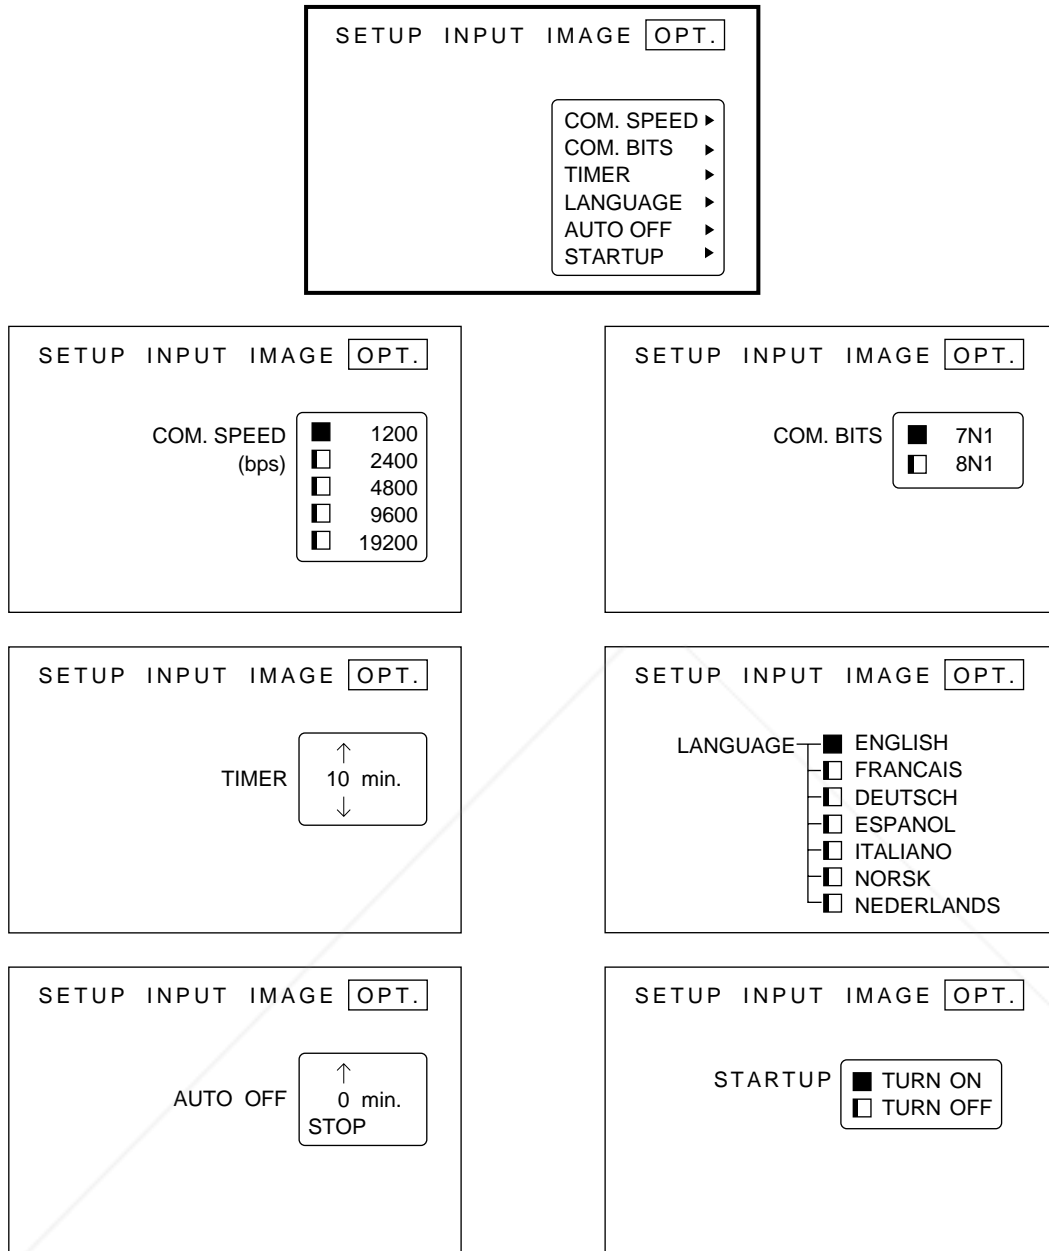 SETUP INPUT IMAGE OPT.
COM. SPEED
COM. BITS
TIMER
LANGUAGE
AUTO OFF
STARTUP
SETUP INPUT IMAGE OPT.
COM. SPEED
(bps)
1200
2400
4800
9600
19200
SETUP INPUT IMAGE OPT.
COM. BITS
7N1
8N1
SETUP INPUT IMAGE OPT.
TIMER
↑
10 min.
↓
SETUP INPUT IMAGE OPT.
LANGUAGE
ENGLISH
FRANCAIS
DEUTSCH
ESPANOL
ITALIANO
NORSK
NEDERLANDS
SETUP INPUT IMAGE OPT.
AUTO OFF
↑
0 min.
STOP
SETUP INPUT IMAGE OPT.
STARTUP
TURN ON
TURN OFF